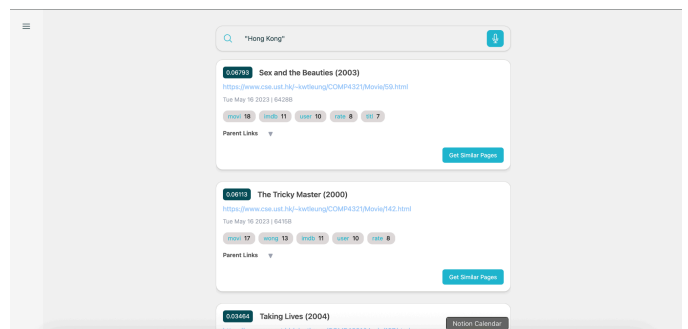 "Hong Kong"
0.06793 Sex and the Beauties (2003)
https://www.cse.ust.hk/~kwtleung/COMP4321/Movie/59.html
Tue May 16 2023 | 6428B
movi 18 imdb 11 user 10 rate 8 titl 7
Parent Links ▼
Get Similar Pages
0.06113 The Tricky Master (2000)
https://www.cse.ust.hk/~kwtleung/COMP4321/Movie/142.html
Tue May 16 2023 | 6415B
movi 17 wong 13 imdb 11 user 10 rate 8
Parent Links ▼
Get Similar Pages
0.03464 Taking Lives (2004)
Notion Calendar